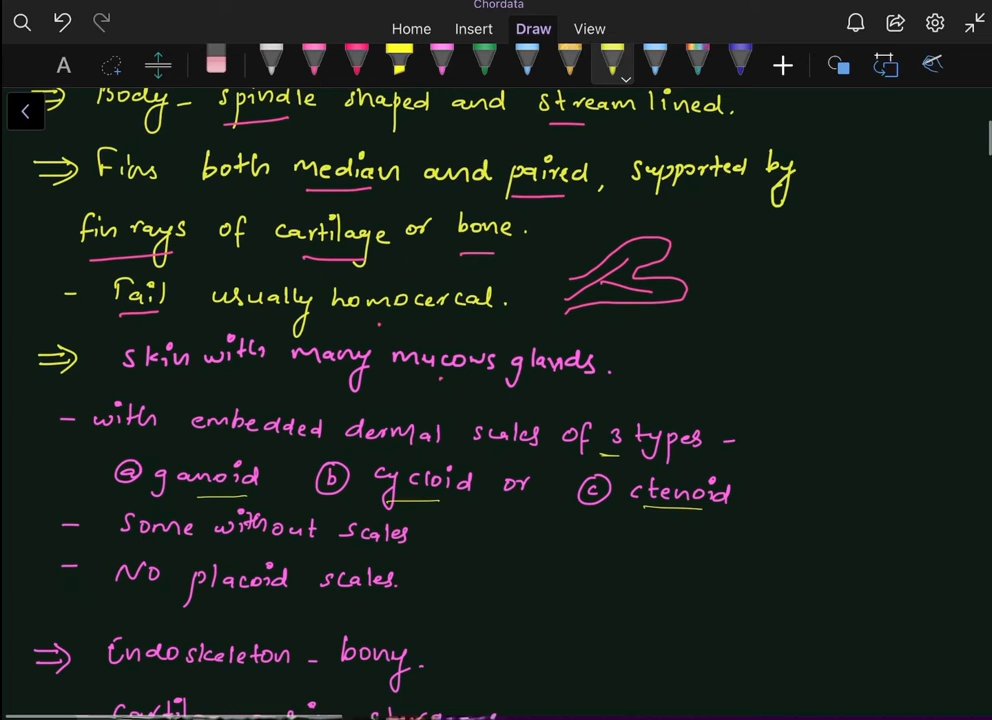 Chordata
Home Insert Draw View
A
⇒ Body - spindle shaped and stream lined.
⇒ Fins both median and paired, supported by
fin rays of cartilage or bone.
- Tail usually homocercal.
⇒ Skin with many mucous glands.
- with embedded dermal scales of 3 types -
ⓐ ganoid ⓑ cycloid or ⓒ ctenoid
- Some without scales
- No placoid scales.
⇒ Endoskeleton - bony.